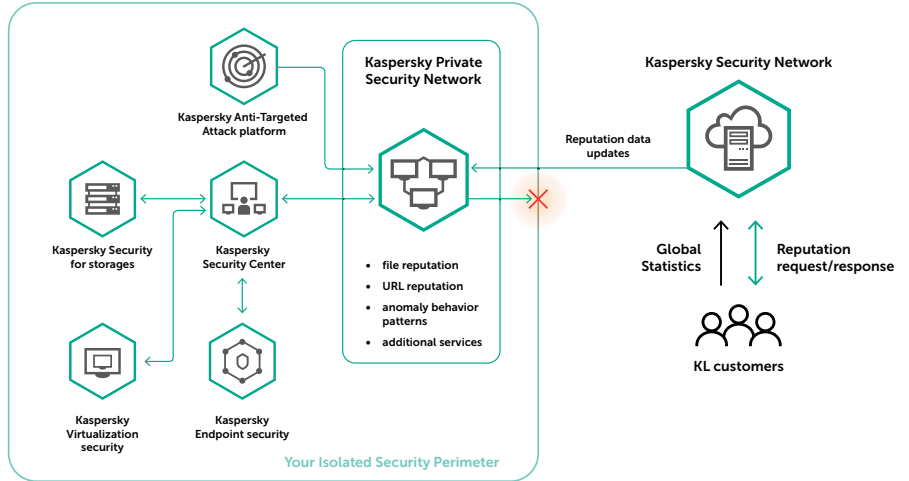 Kaspersky Private
Security Network
Kaspersky Security Network
Kaspersky Anti-Targeted
Attack platform
Reputation data
updates
Kaspersky Security
for storages
Kaspersky
Security Center
• file reputation
• URL reputation
• anomaly behavior
patterns
• additional services
Global
Statistics
Reputation
request/response
KL customers
Kaspersky
Virtualization
security
Kaspersky
Endpoint security
Your Isolated Security Perimeter